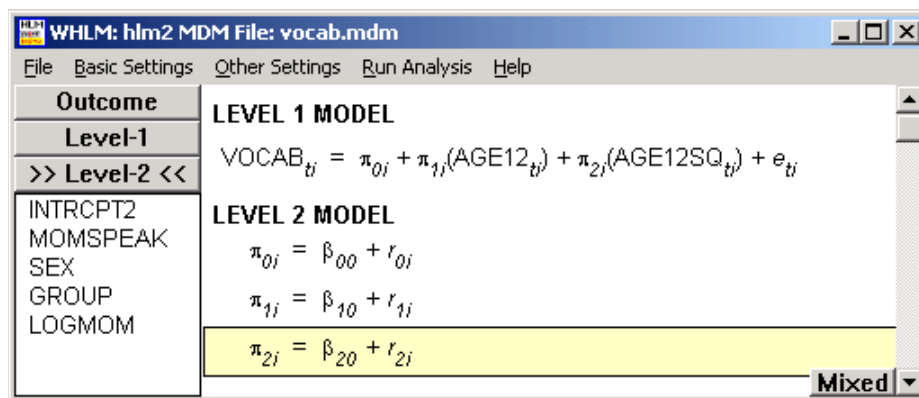 WHLM: hlm2 MDM File: vocab.mdm
File Basic Settings Other Settings Run Analysis Help
Outcome
Level-1
>> Level-2 <<
INTRCPT2
MOMSPEAK
SEX
GROUP
LOGMOM
LEVEL 1 MODEL
VOCAB_ti = π_0i + π_1i(AGE12_ti) + π_2i(AGE12SQ_ti) + e_ti
LEVEL 2 MODEL
π_0i = β_00 + r_0i
π_1i = β_10 + r_1i
π_2i = β_20 + r_2i
Mixed